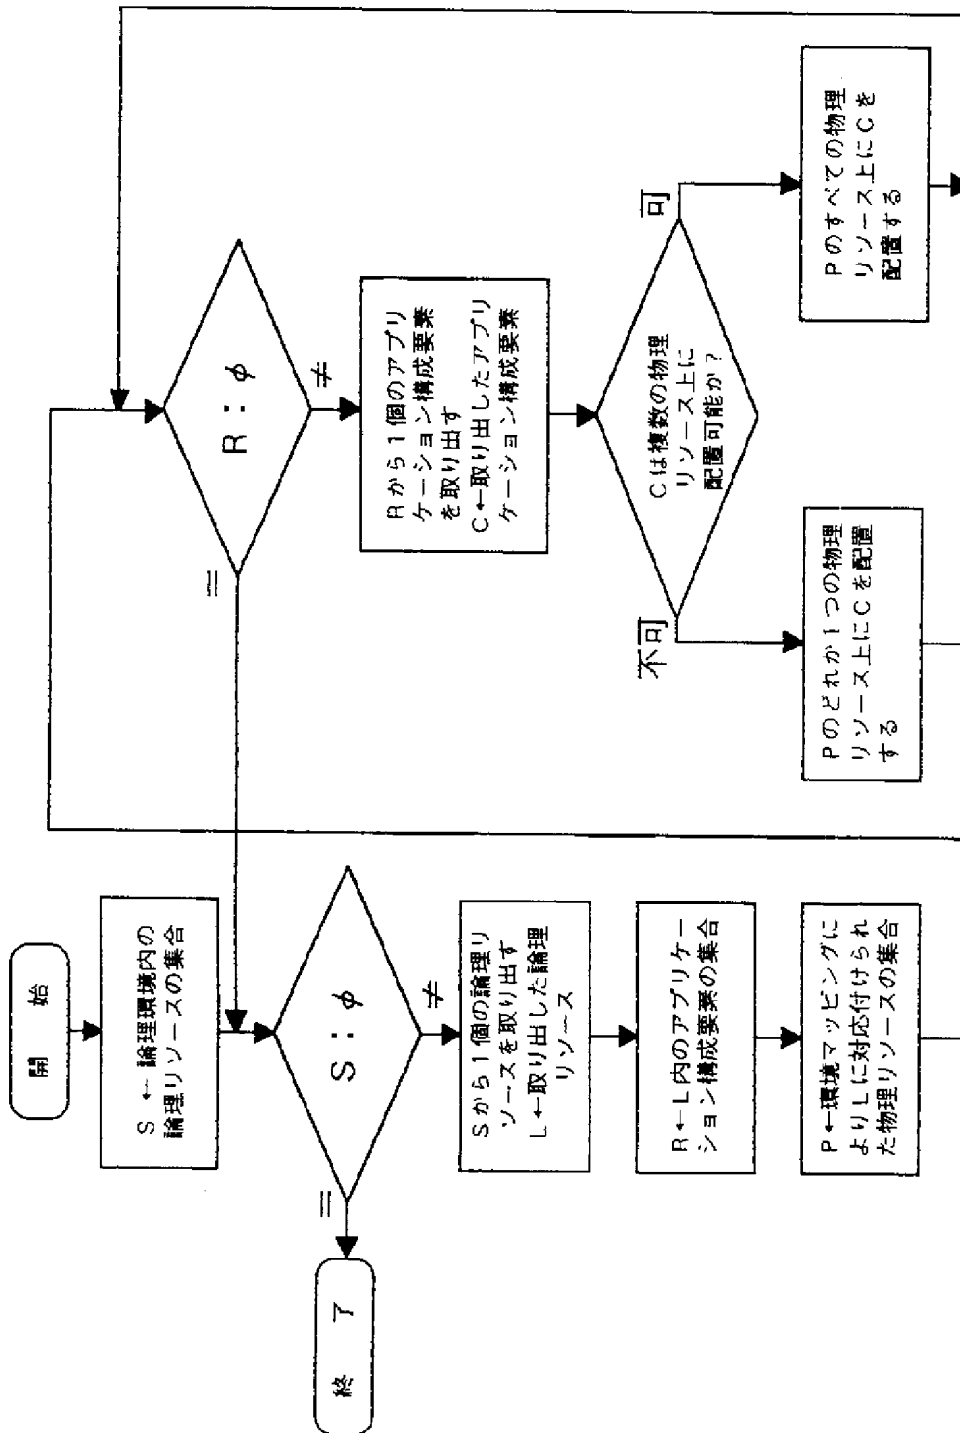 開 始
S ← 論理環境内の
論理リソースの集合
S : φ
=
終 了
≠
Sから1個の論理リ
ソースを取り出す
L←取り出した論理
リソース
R←L内のアプリケー
ション構成要素の集合
P←環境マッピングに
よりLに対応付けられ
た物理リソースの集合
R : φ
=
≠
Rから1個のアプリ
ケーション構成要素
を取り出す
C←取り出したアプリ
ケーション構成要素
Cは複数の物理
リソース上に
配置可能か?
不可
可
Pのどれか1つの物理
リソース上にCを配置
する
Pのすべての物理
リソース上にCを
配置する